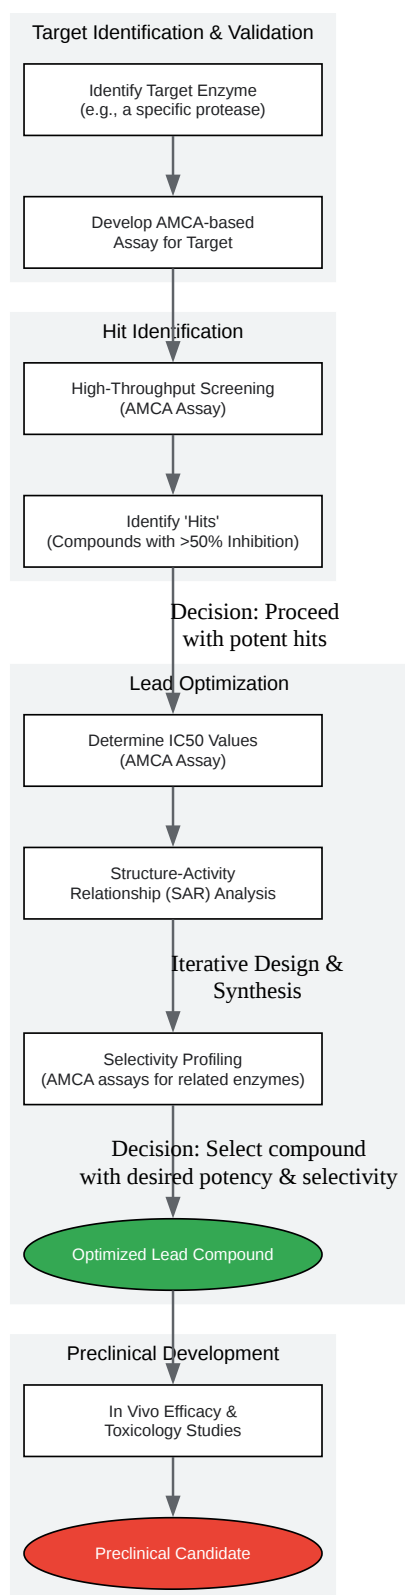 Target Identification & Validation
Identify Target Enzyme
(e.g., a specific protease)
Develop AMCA-based
Assay for Target
Hit Identification
High-Throughput Screening
(AMCA Assay)
Identify 'Hits'
(Compounds with >50% Inhibition)
Decision: Proceed
with potent hits
Lead Optimization
Determine IC50 Values
(AMCA Assay)
Structure-Activity
Relationship (SAR) Analysis
Iterative Design &
Synthesis
Selectivity Profiling
(AMCA assays for related enzymes)
Decision: Select compound
with desired potency & selectivity
Optimized Lead Compound
Preclinical Development
In Vivo Efficacy &
Toxicology Studies
Preclinical Candidate